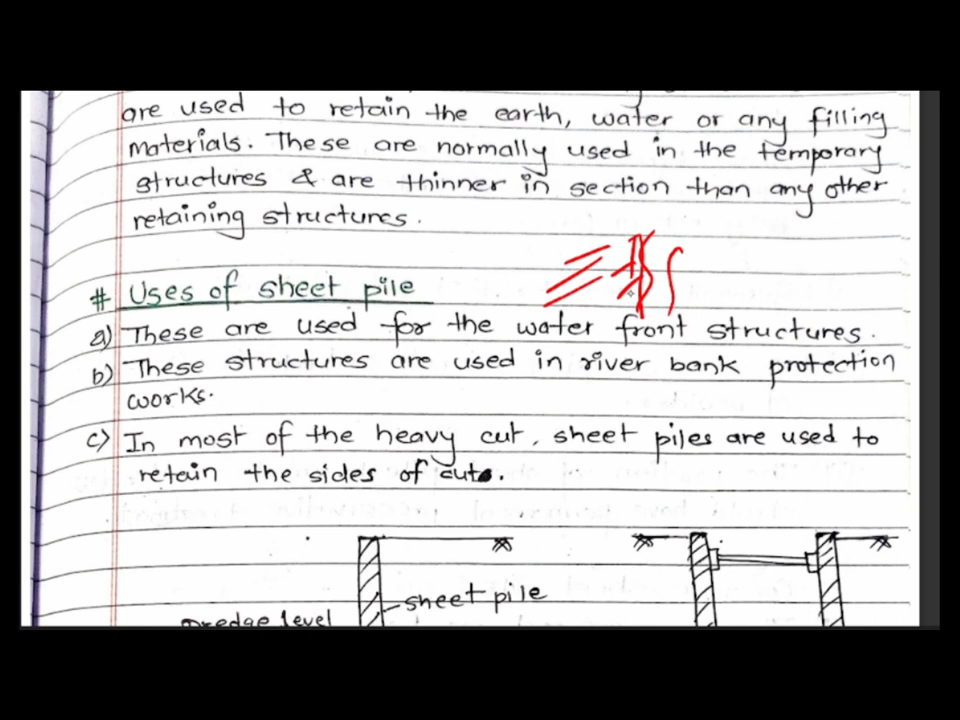 are used to retain the earth, water or any filling
materials. These are normally used in the temporary
structures & are thinner in section than any other
retaining structures.
# Uses of sheet pile
a) These are used for the water front structures.
b) These structures are used in river bank protection
works.
c) In most of the heavy cut, sheet piles are used to
retain the sides of cuts.
sheet pile
Dredge level